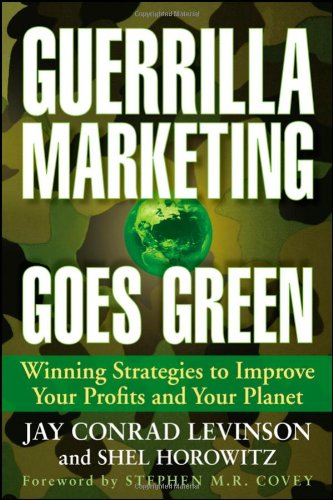 GUERRILLA
MARKETING
GOES GREEN
Winning Strategies to Improve
Your Profits and Your Planet
JAY CONRAD LEVINSON
and SHEL HOROWITZ
Foreword by STEPHEN M.R. COVEY